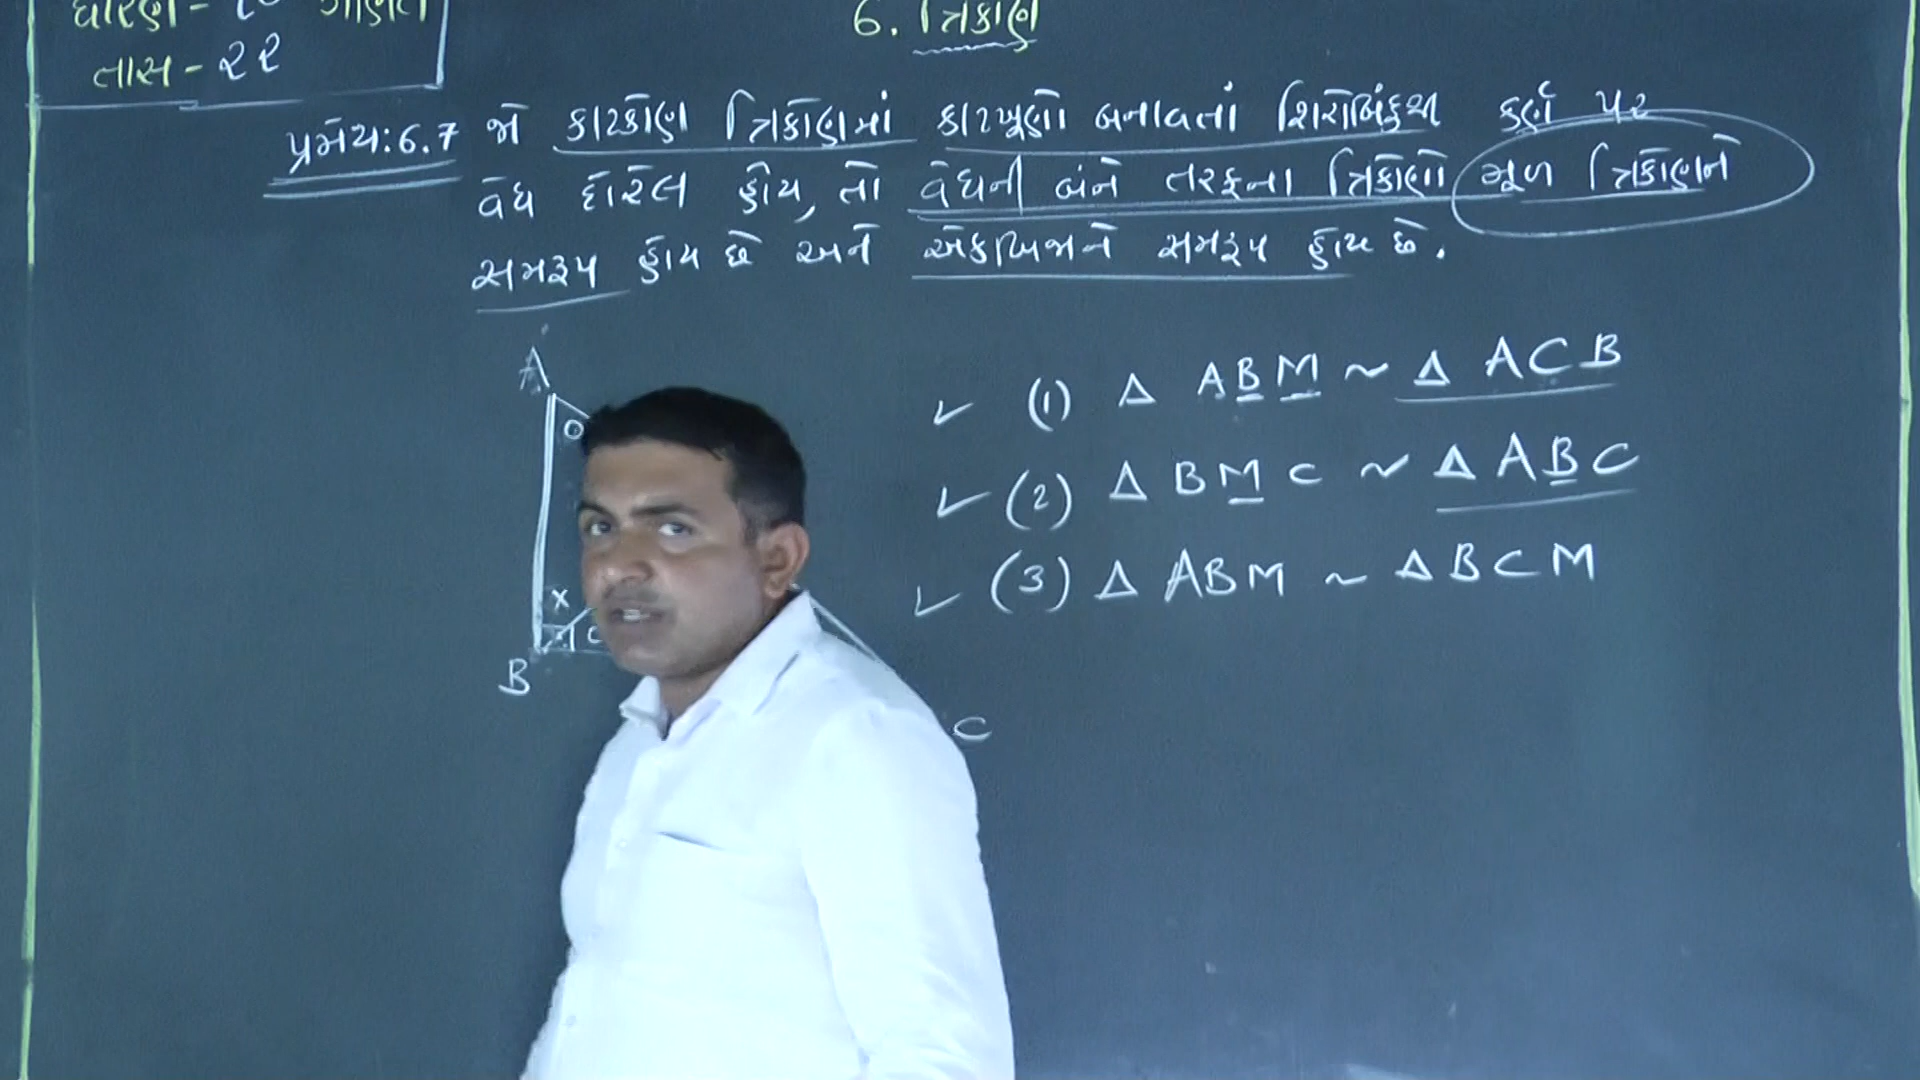 ધોરણ - ૧૦ ગણિત
તાસ - ૨૨
6. ત્રિકોણ
પ્રમેય: 6.7 જો કાટકોણ ત્રિકોણમાં કાટખૂણો બનાવતાં શિરોબિંદુથી કર્ણ પર
વેધ દોરેલ હોય, તો વેધની બંને તરફના ત્રિકોણો મૂળ ત્રિકોણને
સમરૂપ હોય છે અને એકબીજાને સમરૂપ હોય છે.
A
O
X
B
C
✓ (1) Δ ABM ~ Δ ACB
✓ (2) Δ BMC ~ Δ ABC
✓ (3) Δ ABM ~ Δ BCM